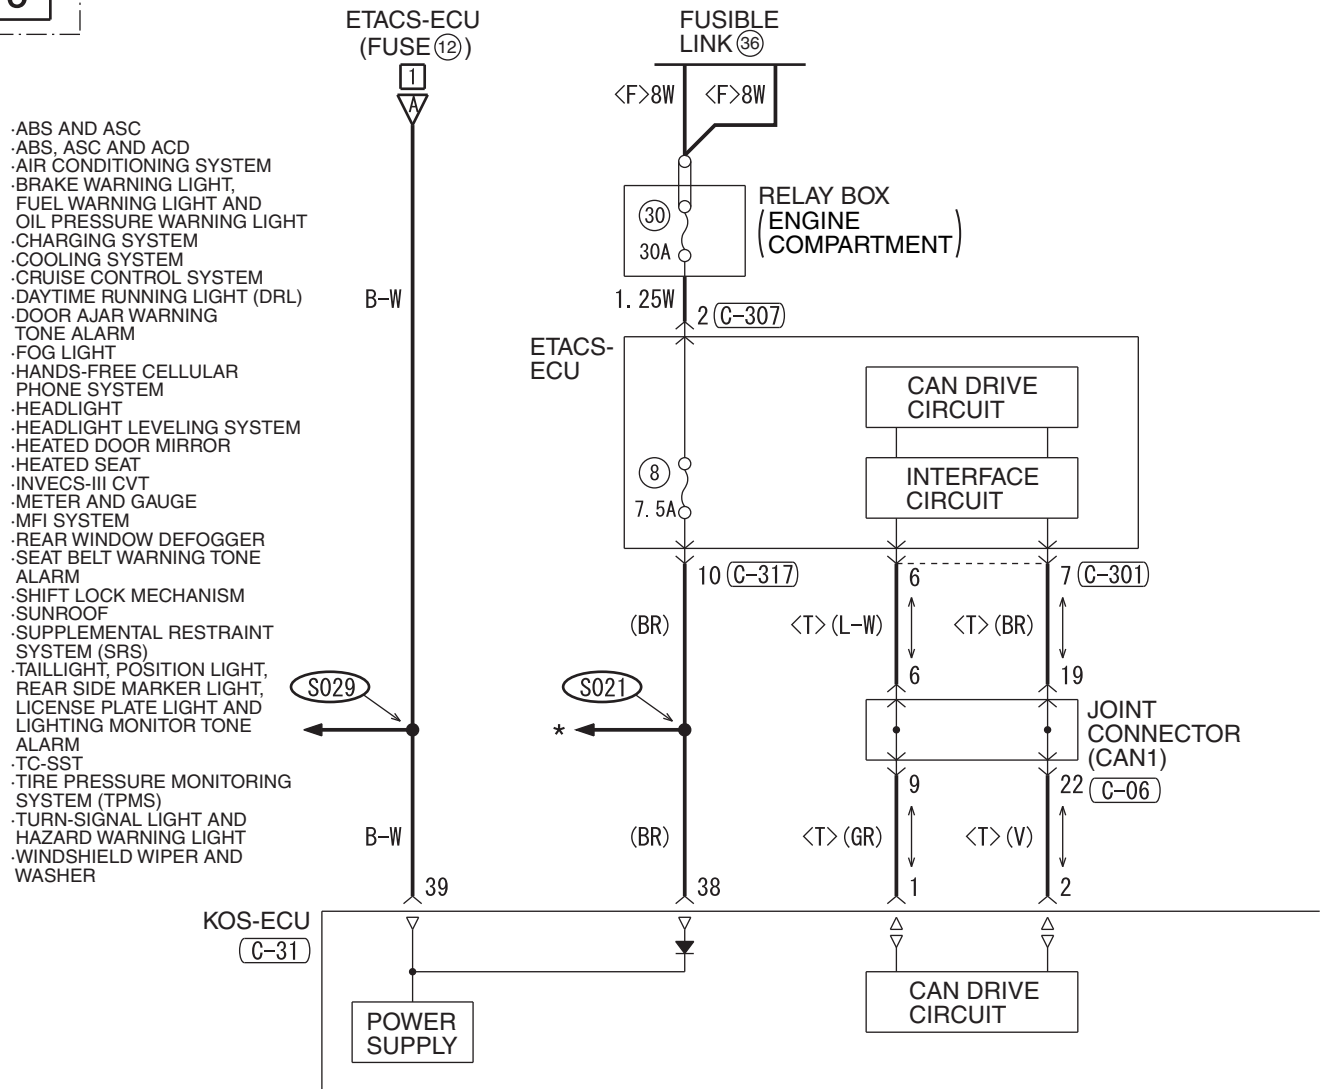 ETACS-ECU
(FUSE 12)
1
A
FUSIBLE
LINK 36
<F>8W
<F>8W
·ABS AND ASC
·ABS, ASC AND ACD
·AIR CONDITIONING SYSTEM
·BRAKE WARNING LIGHT,
FUEL WARNING LIGHT AND
OIL PRESSURE WARNING LIGHT
·CHARGING SYSTEM
·COOLING SYSTEM
·CRUISE CONTROL SYSTEM
·DAYTIME RUNNING LIGHT (DRL)
·DOOR AJAR WARNING
TONE ALARM
·FOG LIGHT
·HANDS-FREE CELLULAR
PHONE SYSTEM
·HEADLIGHT
·HEADLIGHT LEVELING SYSTEM
·HEATED DOOR MIRROR
·HEATED SEAT
·INVECS-III CVT
·METER AND GAUGE
·MFI SYSTEM
·REAR WINDOW DEFOGGER
·SEAT BELT WARNING TONE
ALARM
·SHIFT LOCK MECHANISM
·SUNROOF
·SUPPLEMENTAL RESTRAINT
SYSTEM (SRS)
·TAILLIGHT, POSITION LIGHT,
REAR SIDE MARKER LIGHT,
LICENSE PLATE LIGHT AND
LIGHTING MONITOR TONE
ALARM
·TC-SST
·TIRE PRESSURE MONITORING
SYSTEM (TPMS)
·TURN-SIGNAL LIGHT AND
HAZARD WARNING LIGHT
·WINDSHIELD WIPER AND
WASHER
B-W
30
30A
RELAY BOX
(ENGINE
COMPARTMENT)
1.25W
2 C-307
ETACS-
ECU
CAN DRIVE
CIRCUIT
INTERFACE
CIRCUIT
8
7.5A
10 C-317
6
7 C-301
(BR)
<T>(L-W)
<T>(BR)
6
19
S029
S021
*
JOINT
CONNECTOR
(CAN1)
9
22 C-06
B-W
(BR)
<T>(GR)
<T>(V)
39
38
1
2
KOS-ECU
C-31
POWER
SUPPLY
CAN DRIVE
CIRCUIT